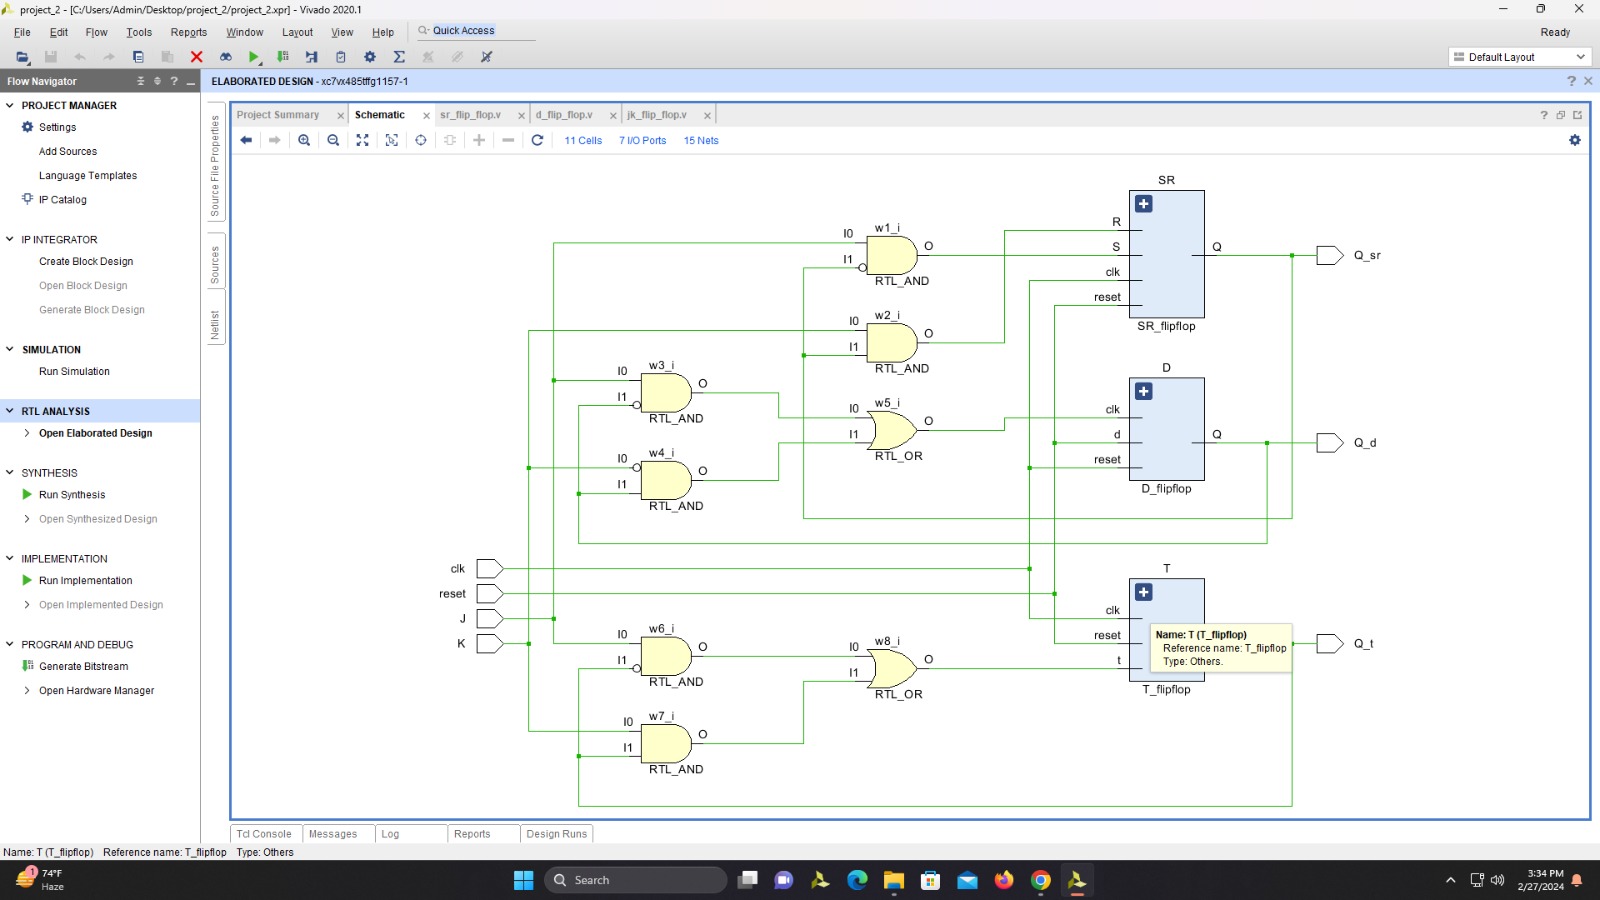 project_2 - [C:/Users/Admin/Desktop/project_2/project_2.xpr] - Vivado 2020.1
File Edit Flow Tools Reports Window Layout View Help Quick Access Ready
Default Layout
Flow Navigator
ELABORATED DESIGN - xc7vx485tffg1157-1
PROJECT MANAGER
Settings
Add Sources
Language Templates
IP Catalog
IP INTEGRATOR
Create Block Design
Open Block Design
Generate Block Design
SIMULATION
Run Simulation
RTL ANALYSIS
Open Elaborated Design
SYNTHESIS
Run Synthesis
Open Synthesized Design
IMPLEMENTATION
Run Implementation
Open Implemented Design
PROGRAM AND DEBUG
Generate Bitstream
Open Hardware Manager
Source File Properties
Sources
Netlist
Project Summary Schematic sr_flip_flop.v d_flip_flop.v jk_flip_flop.v
11 Cells 7 I/O Ports 15 Nets
SR
R
S
clk
reset
Q
SR_flipflop
Q_sr
w1_i
I0
I1
O
RTL_AND
w2_i
I0
I1
O
RTL_AND
w3_i
I0
I1
O
RTL_AND
w4_i
I0
I1
O
RTL_AND
w5_i
I0
I1
O
RTL_OR
D
clk
d
reset
Q
D_flipflop
Q_d
clk
reset
J
K
w6_i
I0
I1
O
RTL_AND
w7_i
I0
I1
O
RTL_AND
w8_i
I0
I1
O
RTL_OR
T
clk
reset
t
T_flipflop
Q_t
Name: T (T_flipflop)
Reference name: T_flipflop
Type: Others.
Tcl Console Messages Log Reports Design Runs
Name: T (T_flipflop) Reference name: T_flipflop Type: Others
1
74°F
Haze
Search
3:34 PM
2/27/2024